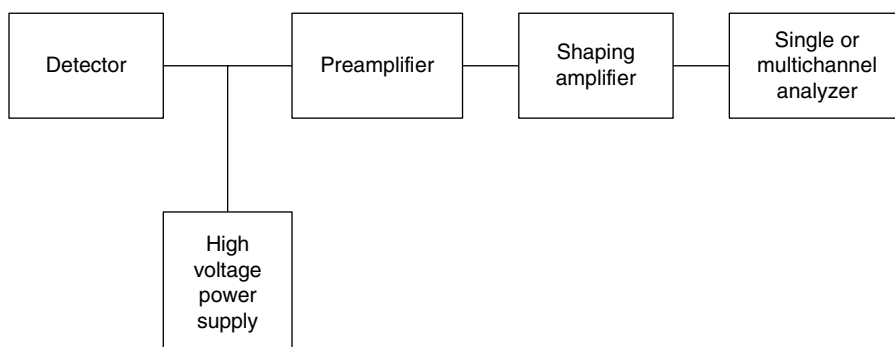 Detector
Preamplifier
Shaping
amplifier
Single or
multichannel
analyzer
High
voltage
power
supply